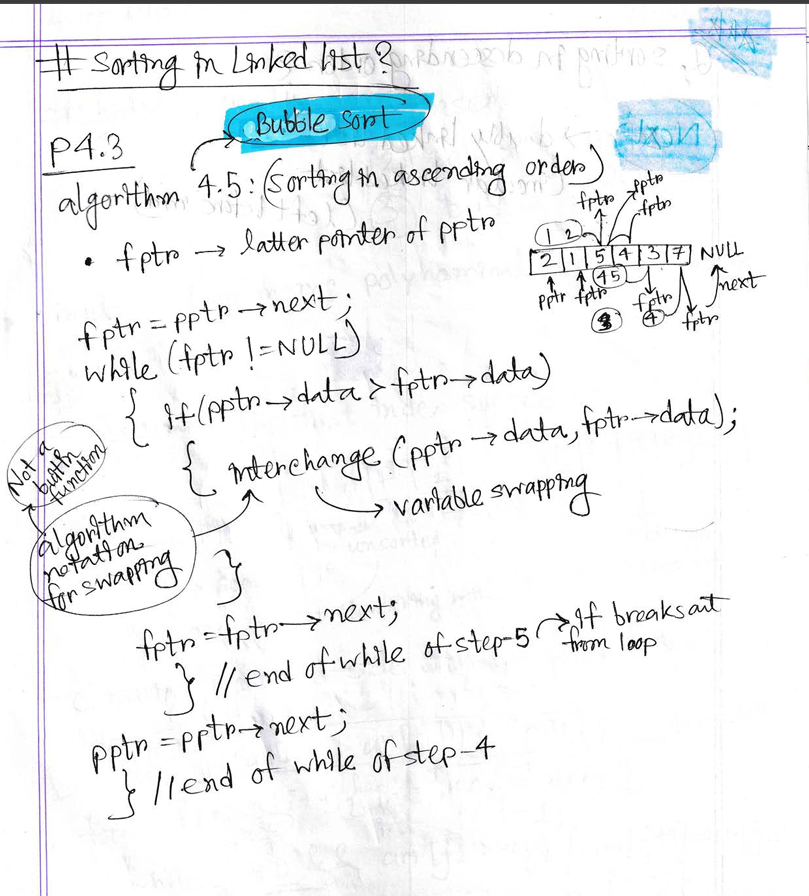 # Sorting in Linked list?
Bubble sort
P4.3
algorithm 4.5: (Sorting in ascending order)
• fptr → latter pointer of pptr
fptr pptr
fptr
1 2
2 1 5 4 3 7 NULL
4 5
pptr fptr fptr next
3 4 fptr
fptr = pptr → next;
while (fptr != NULL)
{ if (pptr → data > fptr → data)
{ interchange (pptr → data, fptr → data);
→ variable swapping
Not a
builtin
function
algorithm
notation
for swapping
}
fptr = fptr → next;
} // end of while of step-5 → if breaks out
from loop
pptr = pptr → next;
} // end of while of step-4
Next